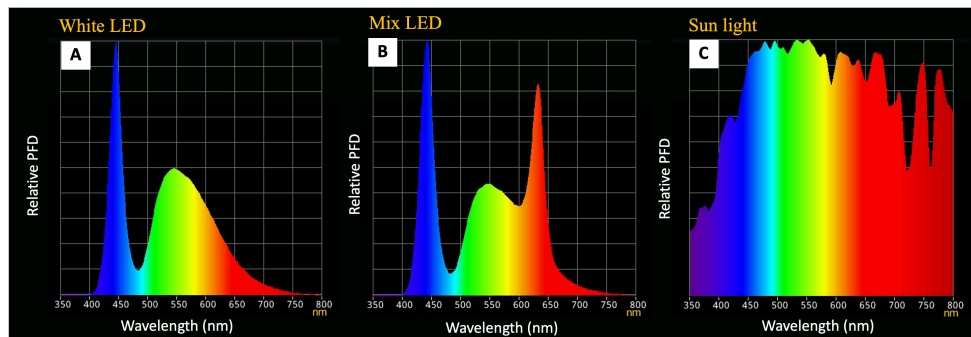 White LED
Mix LED
Sun light
A
B
C
Relative PFD
Relative PFD
Relative PFD
350 400 450 500 550 600 650 700 750 800
nm
350 400 450 500 550 600 650 700 750 800
nm
350 400 450 500 550 600 650 700 750 800
nm
Wavelength (nm)
Wavelength (nm)
Wavelength (nm)